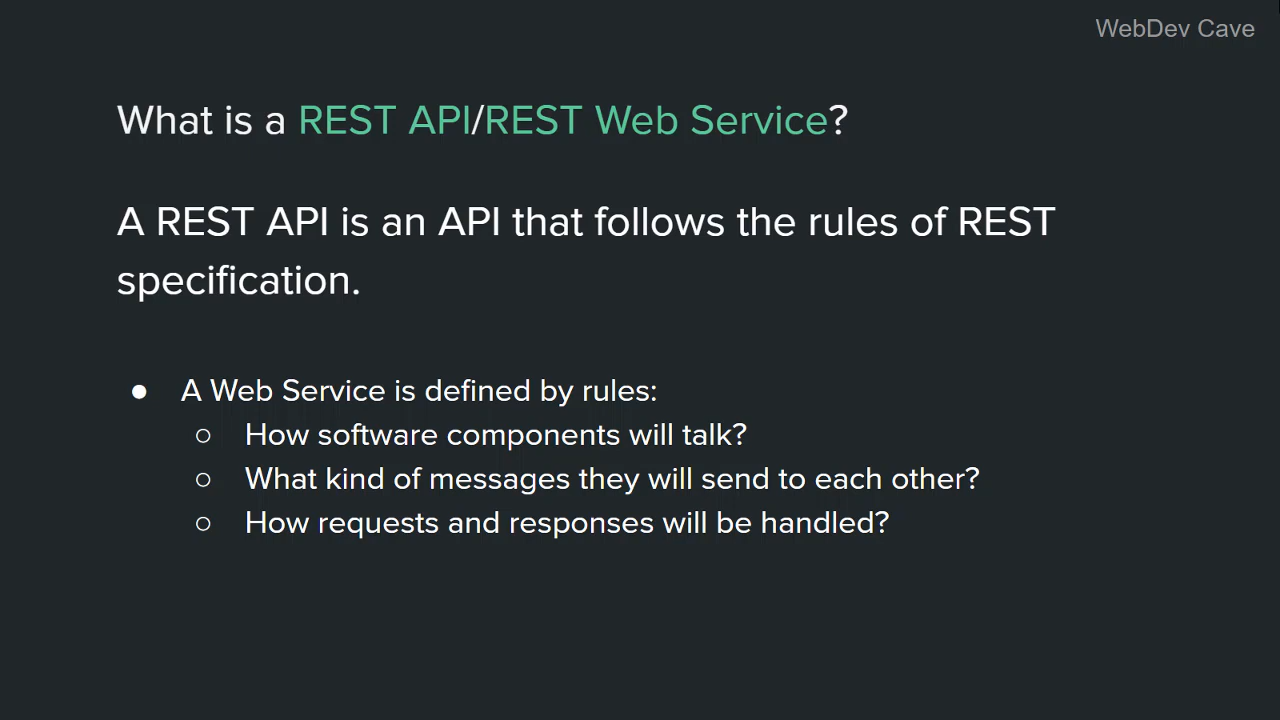 WebDev Cave
What is a REST API/REST Web Service?
A REST API is an API that follows the rules of REST
specification.
● A Web Service is defined by rules:
○ How software components will talk?
○ What kind of messages they will send to each other?
○ How requests and responses will be handled?